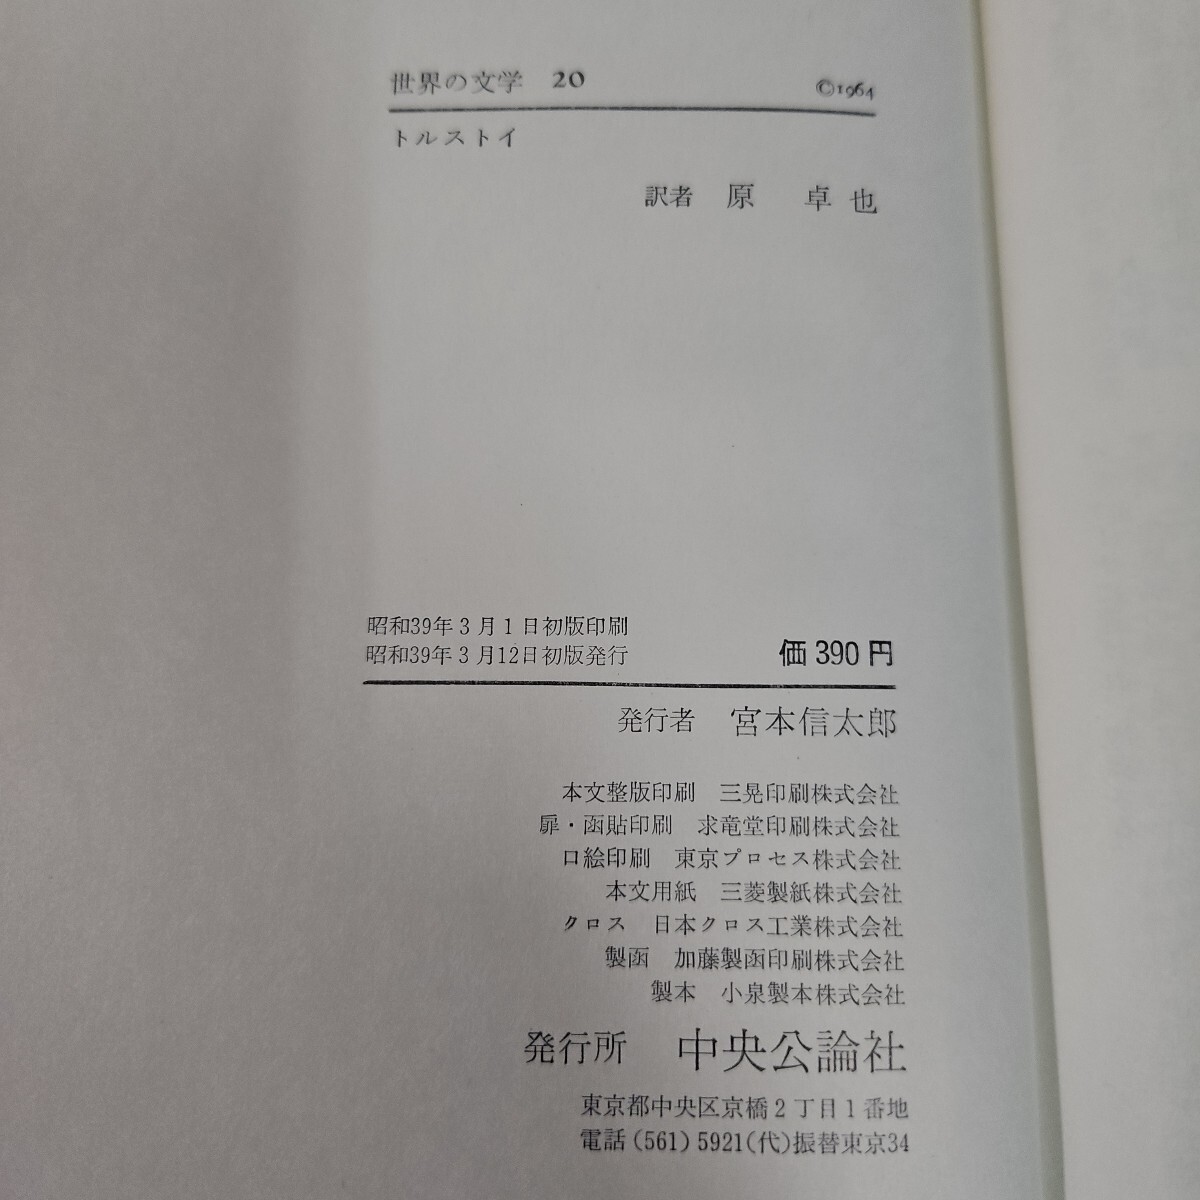 世界の文学 20 ©1964
トルストイ
訳者 原 卓也
昭和39年3月1日初版印刷
昭和39年3月12日初版発行
価390円
発行者 宮本信太郎
本文整版印刷 三晃印刷株式会社
扉・函貼印刷 求竜堂印刷株式会社
口絵印刷 東京プロセス株式会社
本文用紙 三菱製紙株式会社
クロス 日本クロス工業株式会社
製函 加藤製函印刷株式会社
製本 小泉製本株式会社
発行所 中央公論社
東京都中央区京橋2丁目1番地
電話(561)5921(代)振替東京34